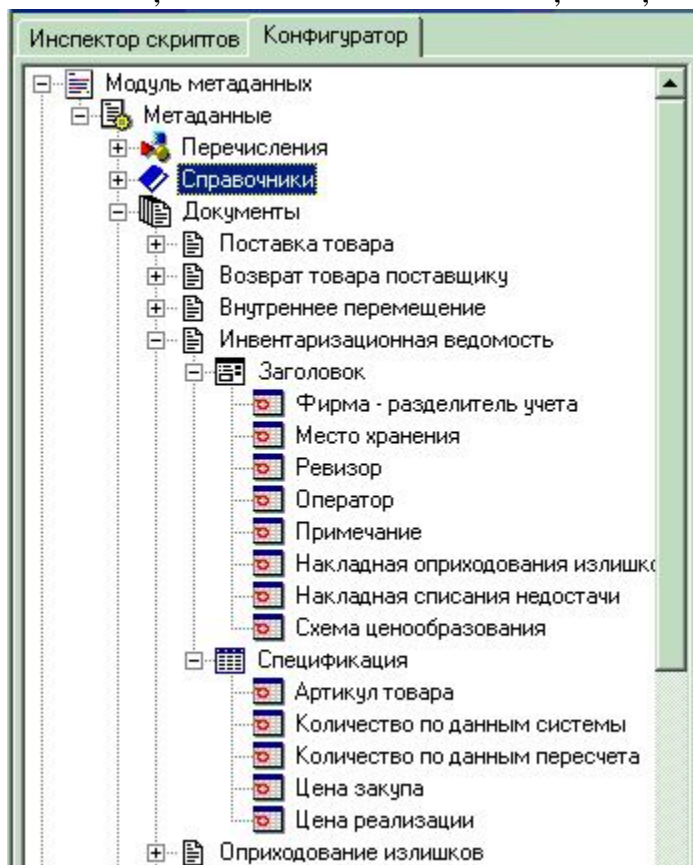 Инспектор скриптов Конфигуратор
Модуль метаданных
Метаданные
Перечисления
Справочники
Документы
Поставка товара
Возврат товара поставщику
Внутреннее перемещение
Инвентаризационная ведомость
Заголовок
Фирма - разделитель учета
Место хранения
Ревизор
Оператор
Примечание
Накладная оприходования излишко
Накладная списания недостачи
Схема ценообразования
Спецификация
Артикул товара
Количество по данным системы
Количество по данным пересчета
Цена закупа
Цена реализации
Оприходование излишков